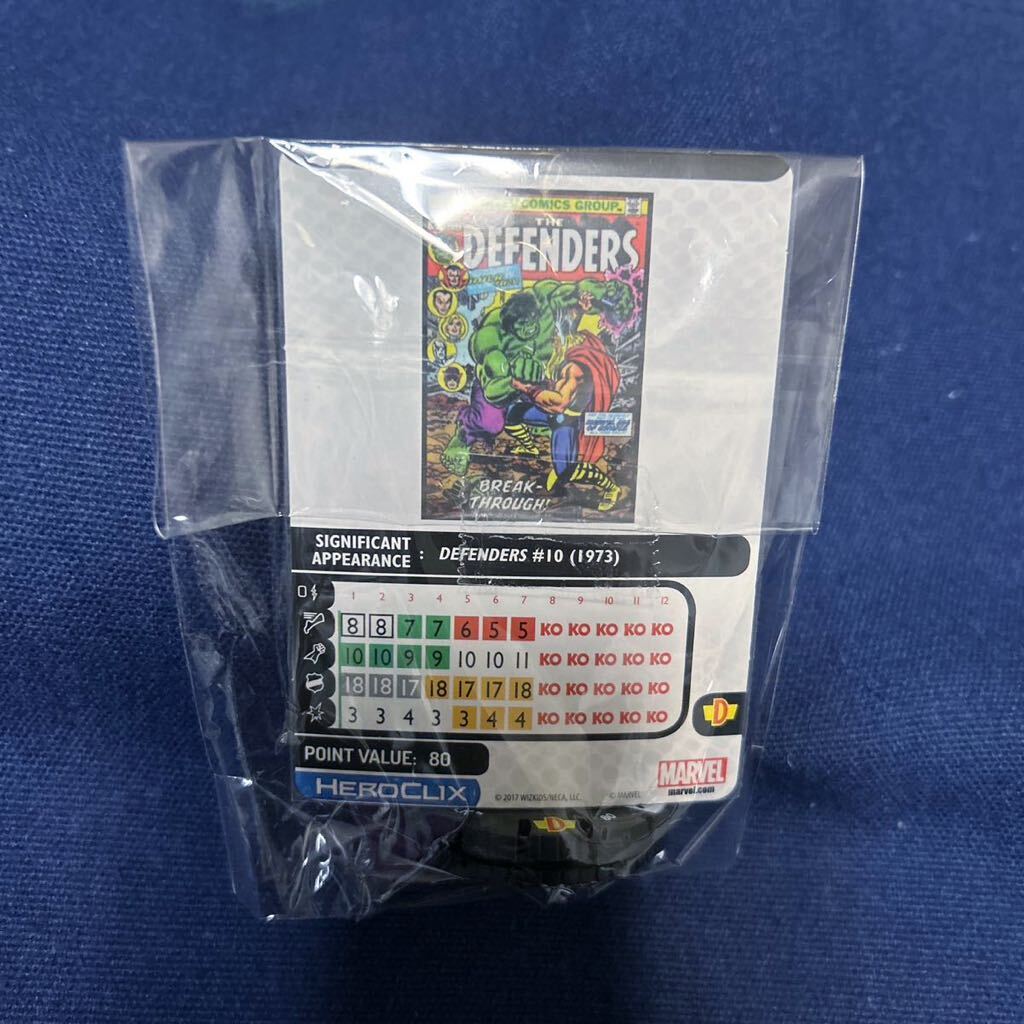 COMICS GROUP
THE
DEFENDERS
BREAK-
THROUGH!
SIGNIFICANT
APPEARANCE : DEFENDERS #10 (1973)
0 1 2 3 4 5 6 7 8 9 10 11 12
8 8 7 7 6 5 5 KO KO KO KO KO
10 10 9 9 10 10 11 KO KO KO KO KO
18 18 17 18 17 17 18 KO KO KO KO KO
3 3 4 3 3 4 4 KO KO KO KO KO
D
POINT VALUE: 80
MARVEL
marvel.com
HEROCLIX
© 2017 WIZKIDS/NECA, LLC. © MARVEL
D 80